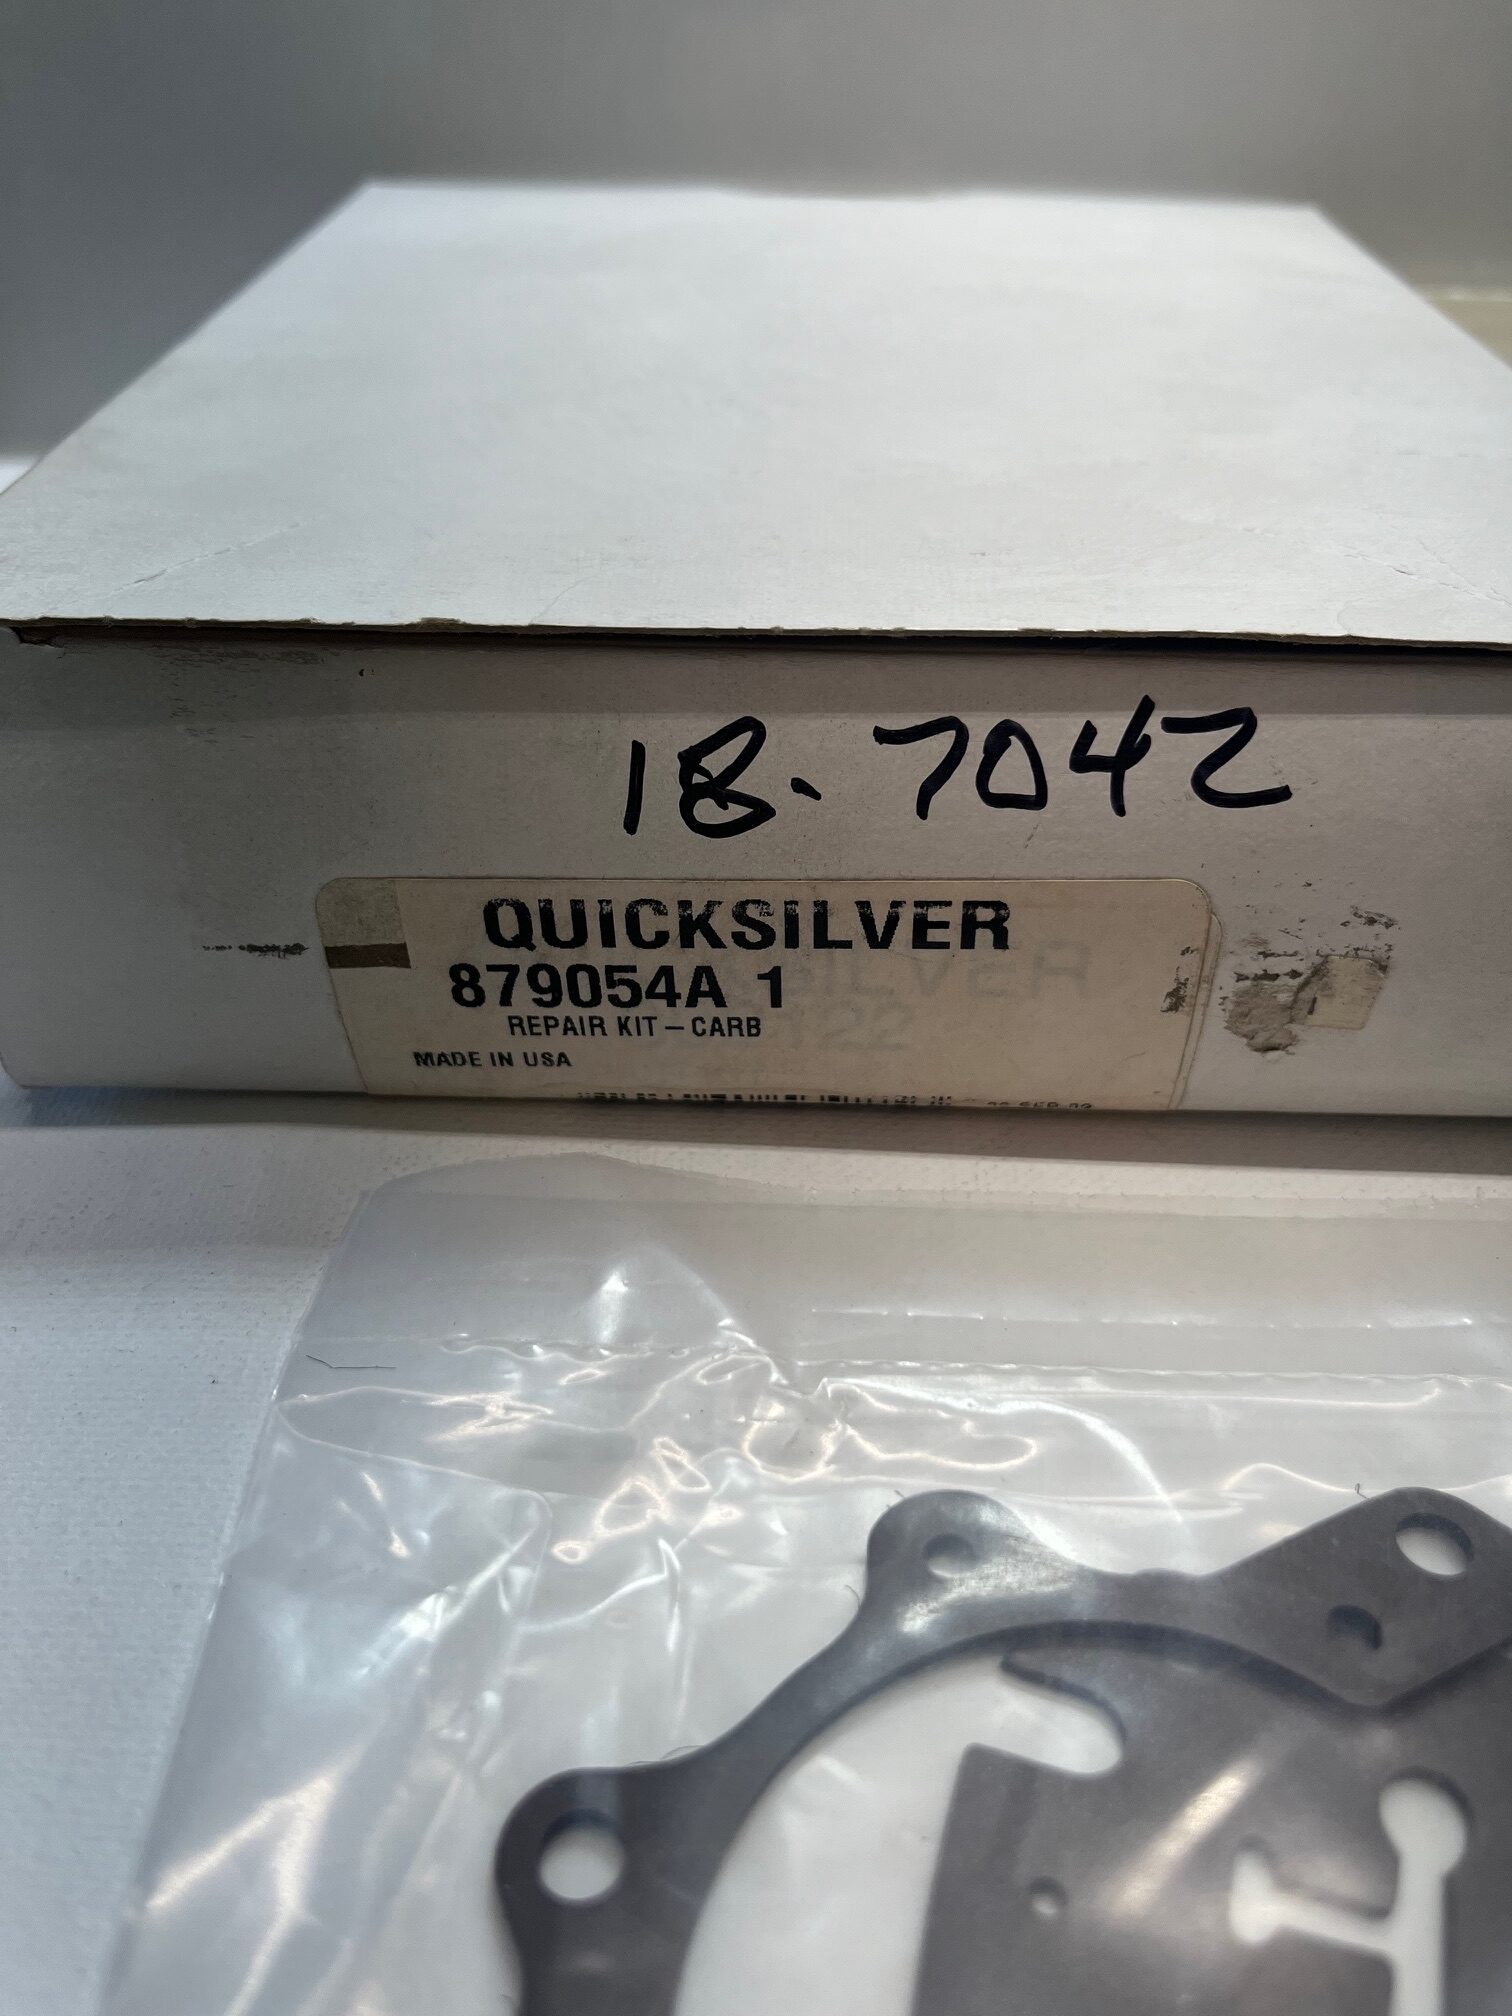 18-7042
QUICKSILVER
879054A 1
REPAIR KIT – CARB
MADE IN USA